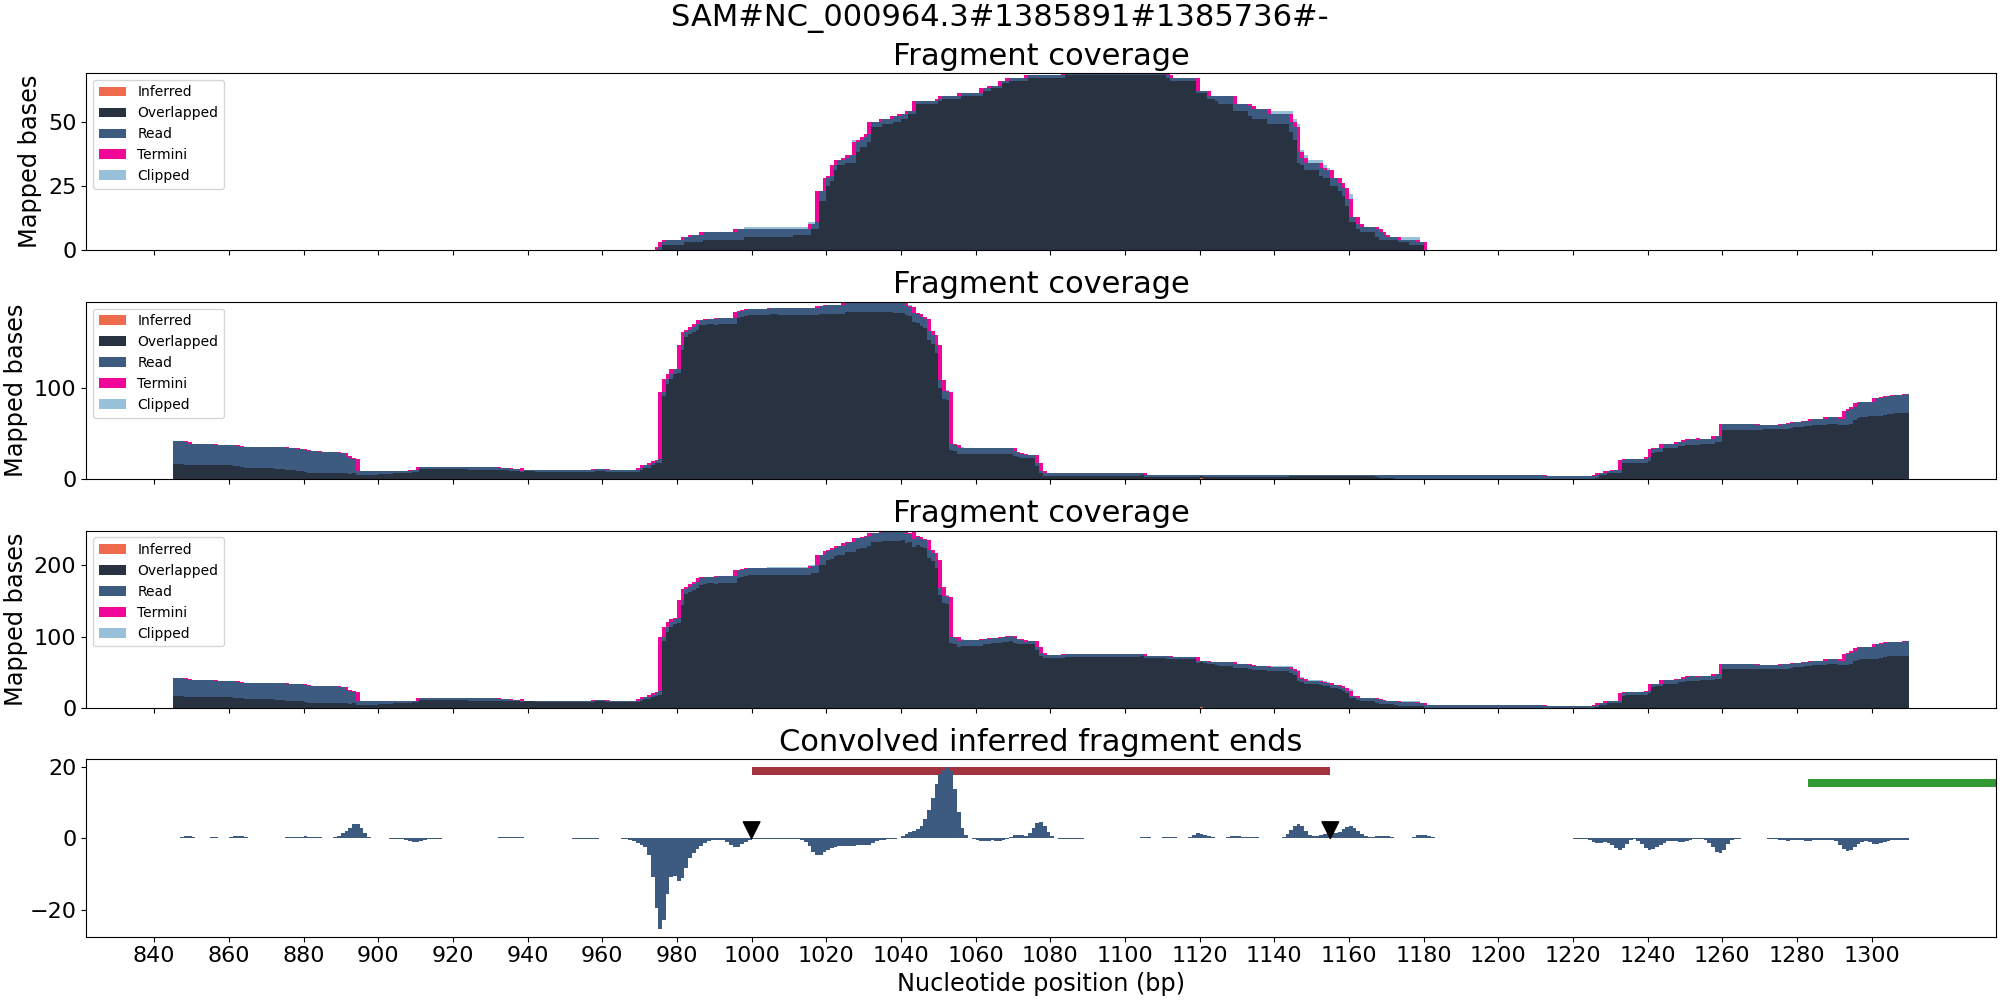 SAM#NC_000964.3#1385891#1385736#-
Fragment coverage
Mapped bases
50
25
0
Inferred
Overlapped
Read
Termini
Clipped
Fragment coverage
Mapped bases
100
0
Inferred
Overlapped
Read
Termini
Clipped
Fragment coverage
Mapped bases
200
100
0
Inferred
Overlapped
Read
Termini
Clipped
Convolved inferred fragment ends
20
0
−20
840 860 880 900 920 940 960 980 1000 1020 1040 1060 1080 1100 1120 1140 1160 1180 1200 1220 1240 1260 1280 1300
Nucleotide position (bp)